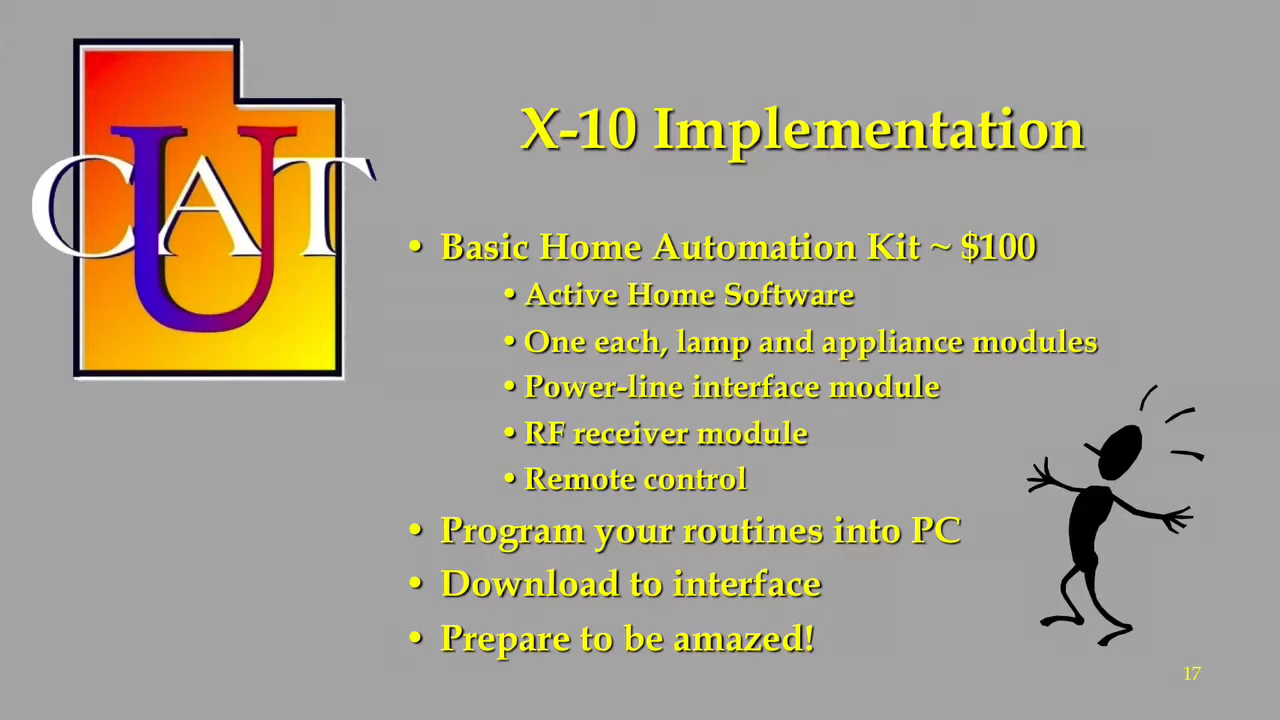 UCAT
X-10 Implementation
• Basic Home Automation Kit ~ $100
• Active Home Software
• One each, lamp and appliance modules
• Power-line interface module
• RF receiver module
• Remote control
• Program your routines into PC
• Download to interface
• Prepare to be amazed!
17